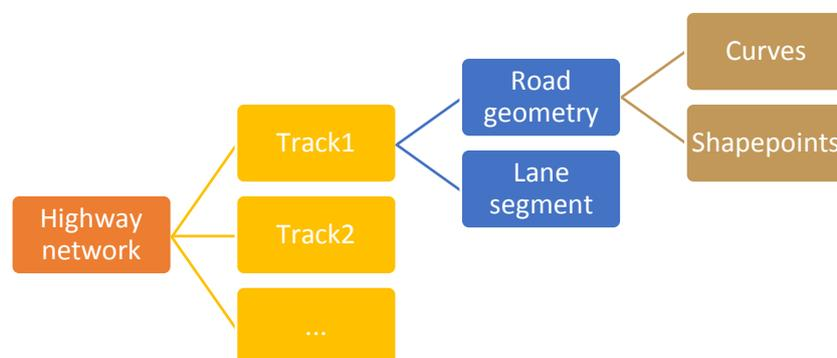 Highway
network
Track1
Track2
...
Road
geometry
Lane
segment
Curves
Shapepoints